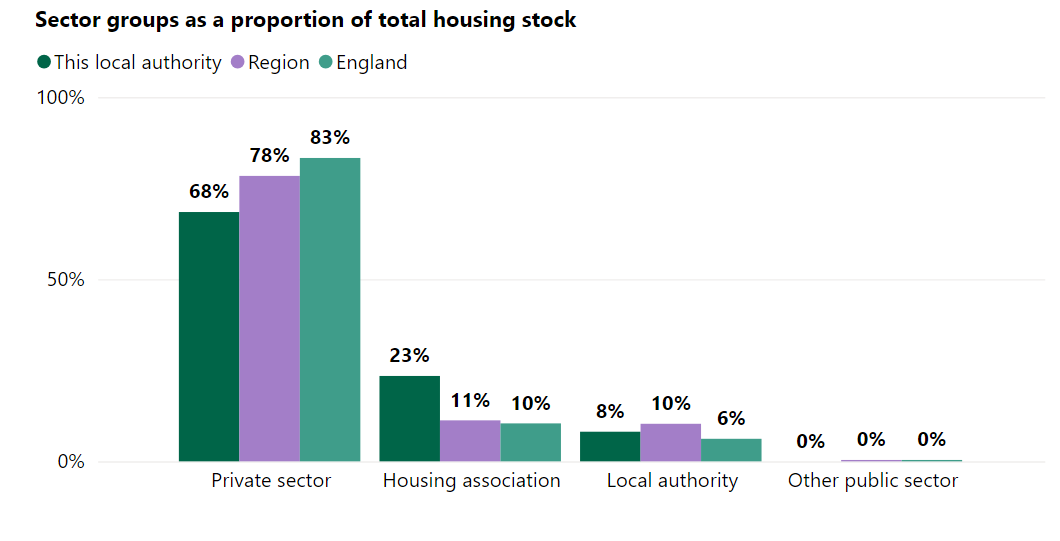 Sector groups as a proportion of total housing stock
This local authority Region England
100%
83%
78%
68%
50%
23%
11% 10%
8% 10% 6%
0% 0% 0%
0%
Private sector Housing association Local authority Other public sector